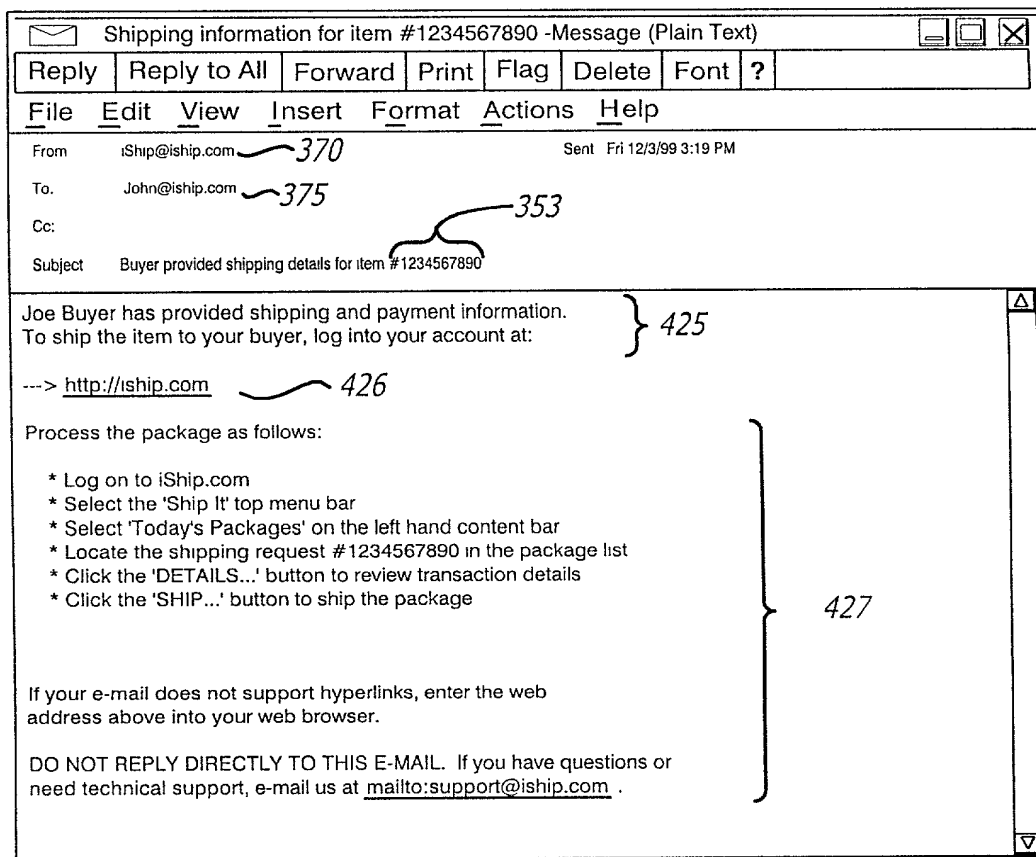 Shipping information for item #1234567890 -Message (Plain Text)
Reply Reply to All Forward Print Flag Delete Font ?
File Edit View Insert Format Actions Help
From iShip@iship.com 370 Sent Fri 12/3/99 3:19 PM
To. John@iship.com 375
353
Cc:
Subject Buyer provided shipping details for item #1234567890
Joe Buyer has provided shipping and payment information.
To ship the item to your buyer, log into your account at:
425
---> http://iship.com 426
Process the package as follows:
* Log on to iShip.com
* Select the 'Ship It' top menu bar
* Select 'Today's Packages' on the left hand content bar
* Locate the shipping request #1234567890 in the package list
* Click the 'DETAILS...' button to review transaction details
* Click the 'SHIP...' button to ship the package
427
If your e-mail does not support hyperlinks, enter the web
address above into your web browser.
DO NOT REPLY DIRECTLY TO THIS E-MAIL. If you have questions or
need technical support, e-mail us at mailto:support@iship.com .